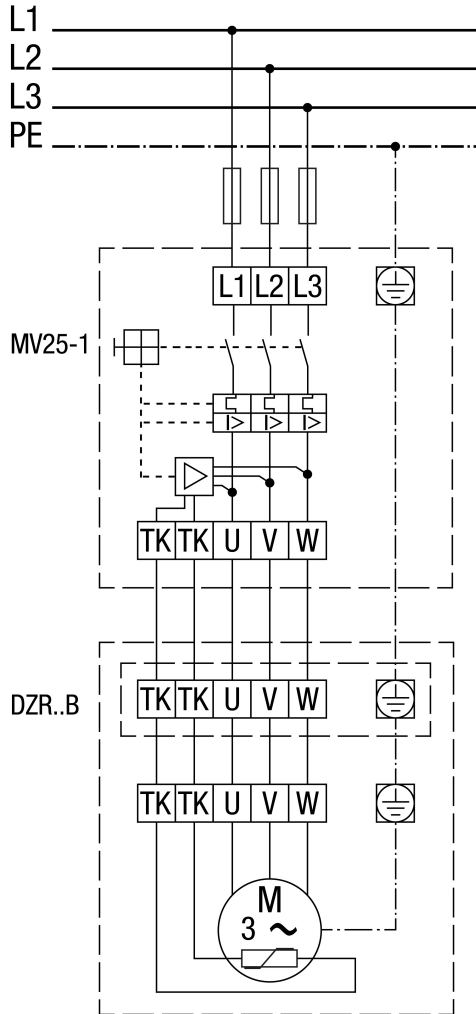 L1
L2
L3
PE
L1 L2 L3
MV25-1
I> I> I>
TK TK U V W
DZR..B
TK TK U V W
TK TK U V W
M
3 ~